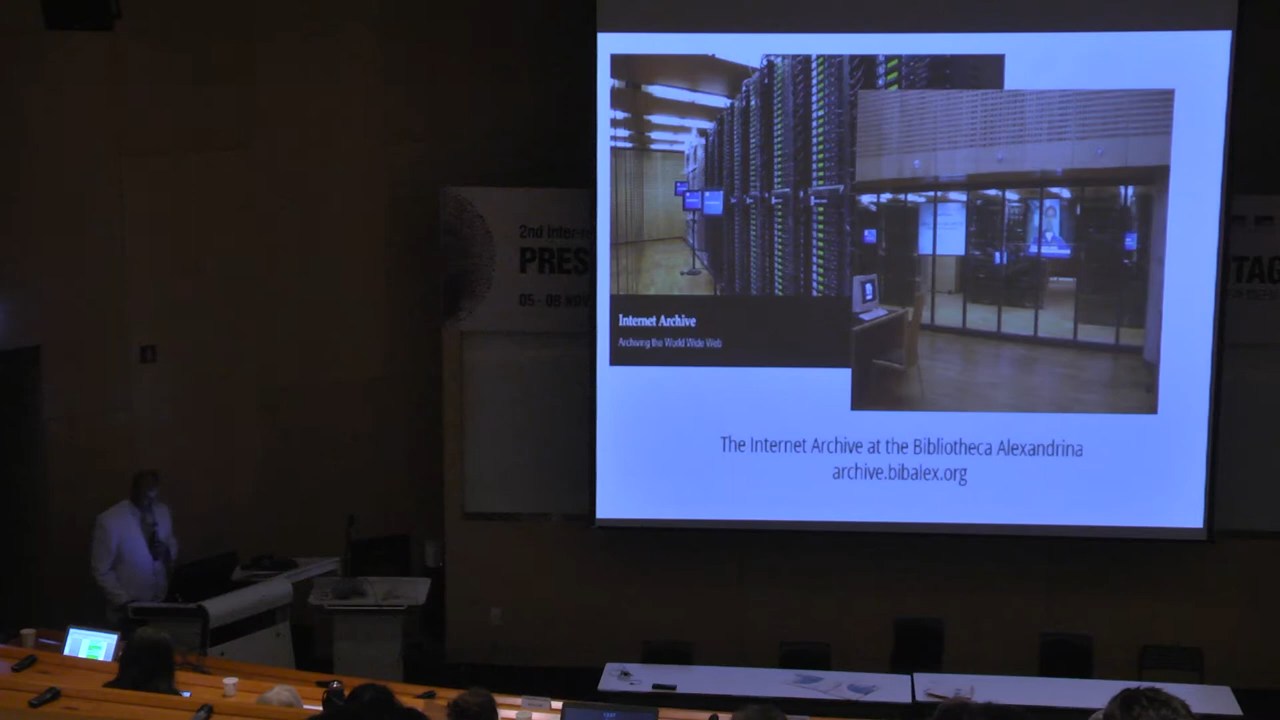 2nd Inter
PRES
05-08 NOV
Internet Archive
Archiving the World Wide Web
The Internet Archive at the Bibliotheca Alexandrina
archive.bibalex.org
TAG